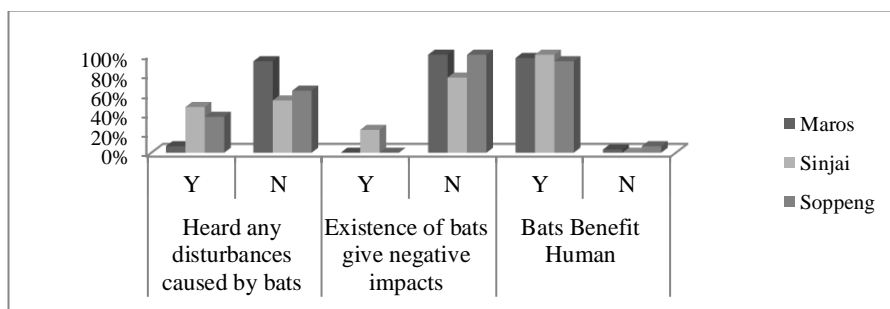 100%
80%
60%
40%
20%
0%
Y N Y N Y N
Heard any disturbances caused by bats
Existence of bats give negative impacts
Bats Benefit Human
Maros
Sinjai
Soppeng